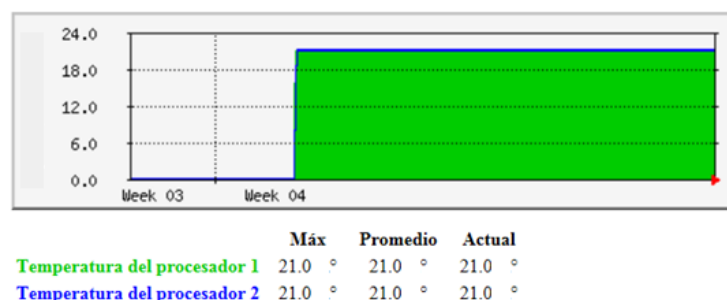 24.0
18.0
12.0
6.0
0.0
Week 03 Week 04
Máx Promedio Actual
Temperatura del procesador 1 21.0 ° 21.0 ° 21.0 °
Temperatura del procesador 2 21.0 ° 21.0 ° 21.0 °